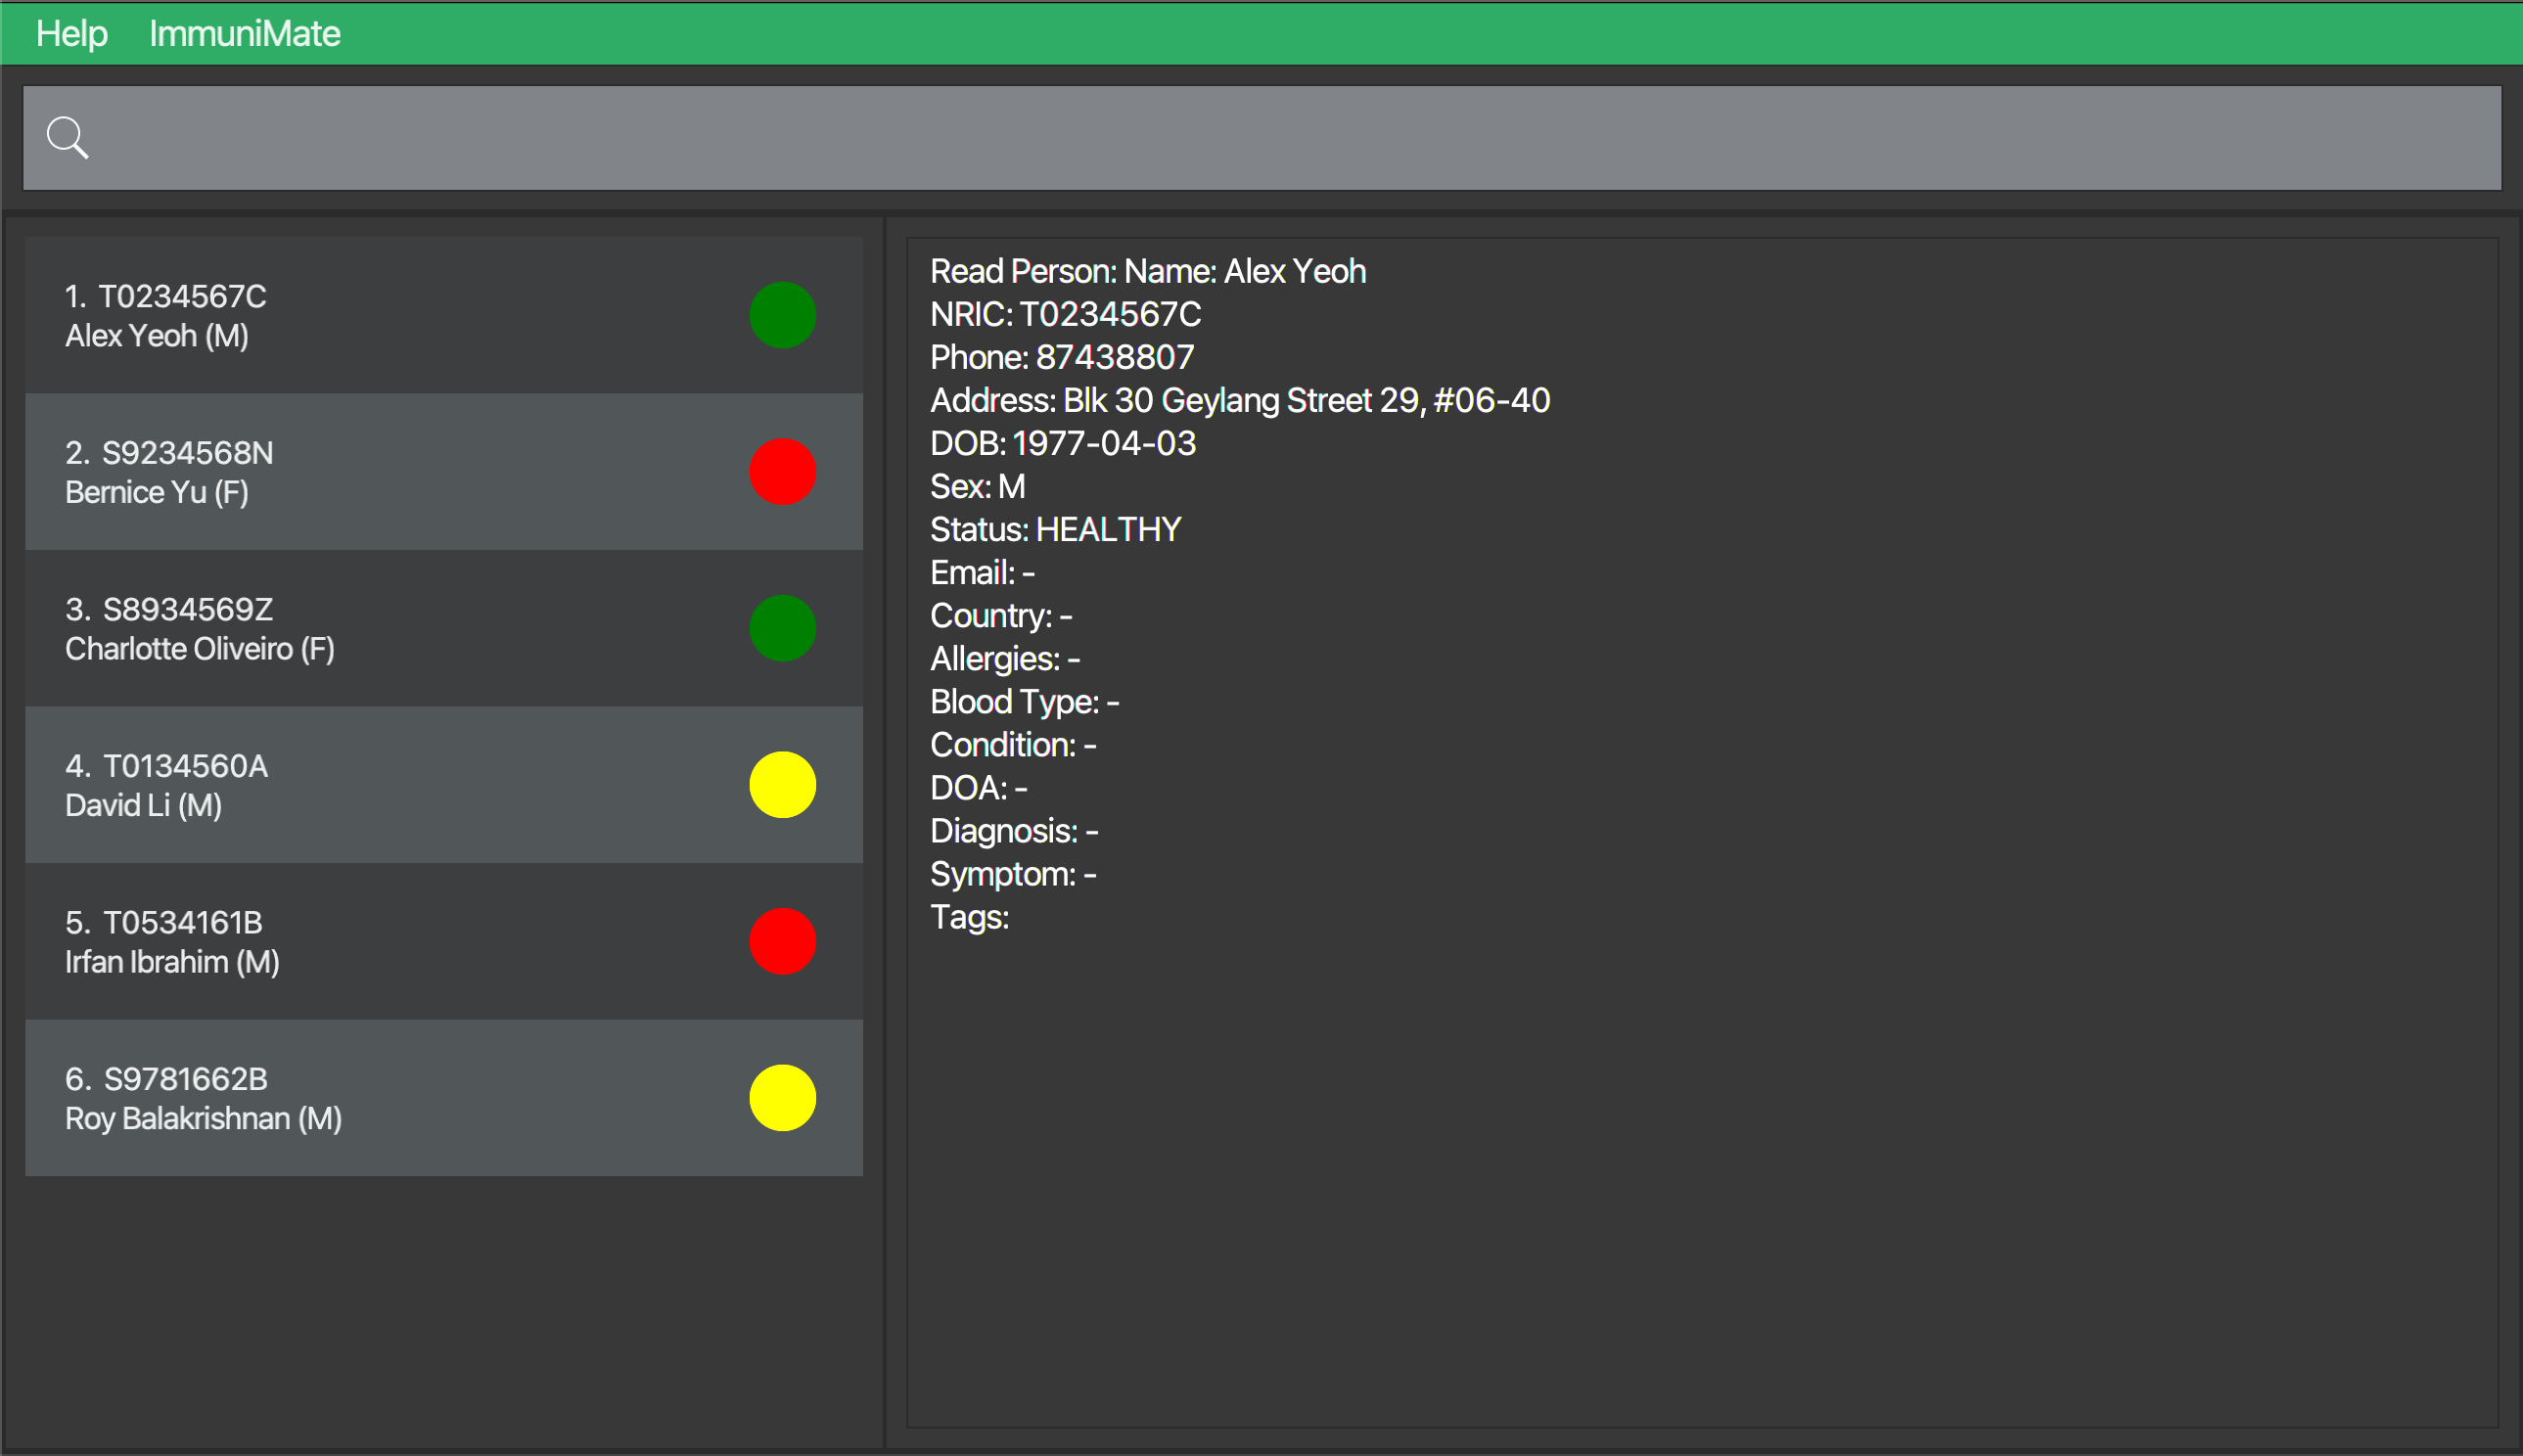 Help ImmuniMate
1. T0234567C
Alex Yeoh (M)
2. S9234568N
Bernice Yu (F)
3. S8934569Z
Charlotte Oliveiro (F)
4. T0134560A
David Li (M)
5. T0534161B
Irfan Ibrahim (M)
6. S9781662B
Roy Balakrishnan (M)
Read Person: Name: Alex Yeoh
NRIC: T0234567C
Phone: 87438807
Address: Blk 30 Geylang Street 29, #06-40
DOB: 1977-04-03
Sex: M
Status: HEALTHY
Email: -
Country: -
Allergies: -
Blood Type: -
Condition: -
DOA: -
Diagnosis: -
Symptom: -
Tags: